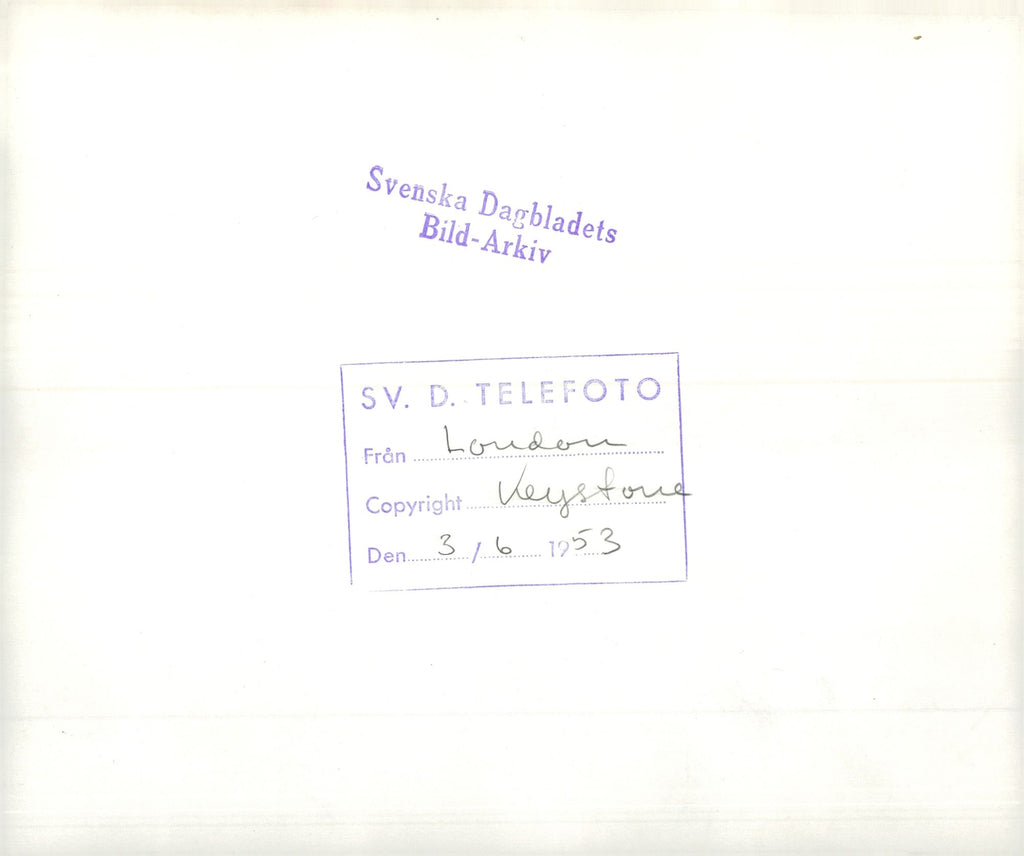 Svenska Dagbladets
Bild-Arkiv
SV. D. TELEFOTO
Från London
Copyright Keystone
Den 3 / 6 1953